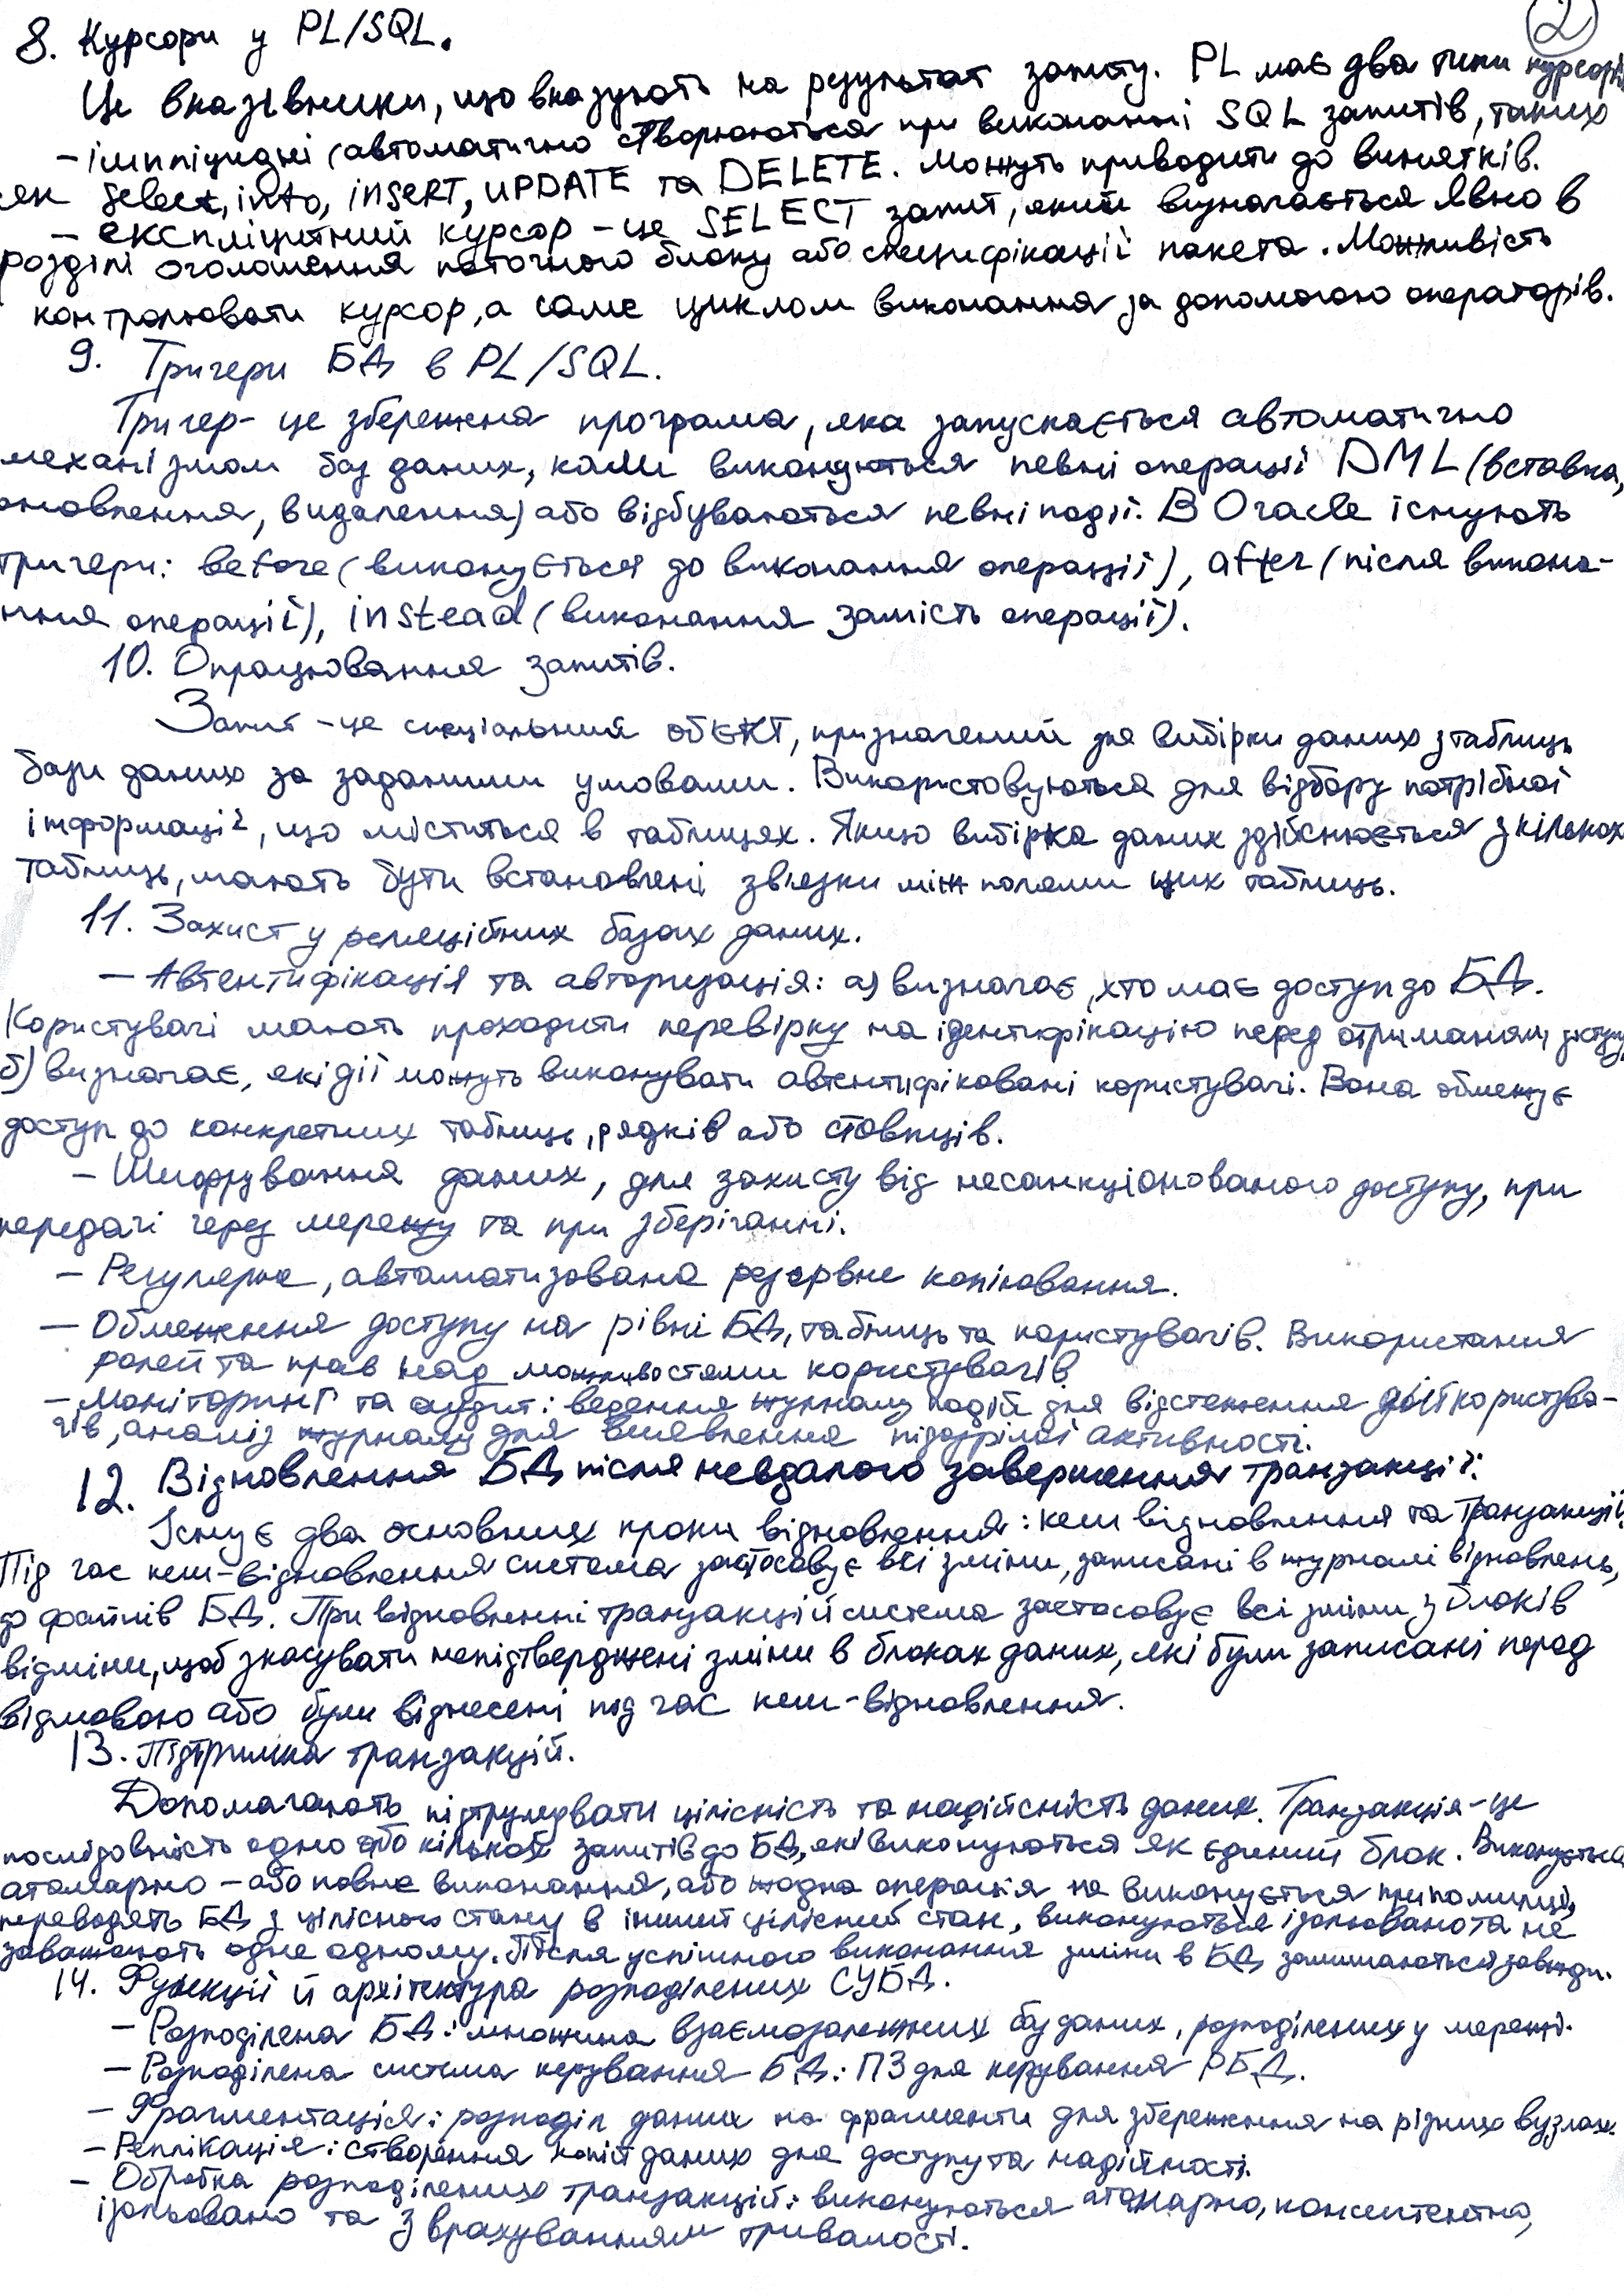 2
8. Курсори у PL/SQL.
Це вказівники, що вказують на результат запиту. PL має два типи курсорів
- імпліцидні (автоматично створюються при виконанні SQL запитів, таких
як Select, into, insert, UPDATE та DELETE. Можуть приводити до винятків.
- експліцитний курсор - це SELECT запит, який визначається явно в
розділі оголошення поточного блоку або специфікації пакета. Можливість
контролювати курсор, а саме циклом виконання за допомогою операторів.
9. Тригери БД в PL/SQL.
Тригер - це збережена програма, яка запускається автоматично
механізмом баз даних, коли виконуються певні операції DML (вставка,
оновлення, видалення) або відбуваються певні події. В Oracle існують
тригери: before (виконується до виконання операції), after (після викона-
ння операції), instead (виконання замість операції).
10. Опрацювання запитів.
Запит - це спеціальний обєкт, призначений для вибірки даних з таблиць
бази даних за заданими умовами. Використовуються для відбору потрібної
інформації, що міститься в таблицях. Якщо вибірка даних здійснюється з кількох
таблиць, мають бути встановлені зв'язки між полями цих таблиць.
11. Захист у реляційних базах даних.
- Автентифікація та авторизація: а) визначає, хто має доступ до БД.
Користувачі мають проходити перевірку на ідентифікацію перед отриманням доступу
б) визначає, які дії можуть виконувати автентифіковані користувачі. Вона обмежує
доступ до конкретних таблиць, рядків або стовпців.
- Шифрування даних, для захисту від несанкціонованого доступу, при
передачі через мережу та при зберіганні.
- Регулярне, автоматизоване резервне копіювання.
- Обмеження доступу на рівні БД, таблиць та користувачів. Використання
ролей та прав над можливостями користувачів
- Моніторинг та аудит: ведення журналу подій для відстеження дій користува-
чів, аналіз журналу для виявлення підозрілої активності.
12. Відновлення БД після невдалого завершення транзакції:
Існує два основних кроки відновлення: кеш відновлення та транзакції.
Під час кеш-відновлення система застосовує всі зміни, записані в журналі відновлень,
до файлів БД. При відновленні транзакцій система застосовує всі зміни з блоків
відміни, щоб скасувати непідтверджені зміни в блоках даних, які були записані перед
відмовою або були віднесені під час кеш-відновлення.
13. Підтримка транзакцій.
Допомагають підтримувати цілісність та надійсність даних. Транзакція - це
послідовність одно або кількох запитів до БД, які виконуються як єдиний блок. Виконується
атомарно - або повне виконання, або жодна операція не виконується при помилці,
переводять БД з цілісного стану в інший цілісний стан, виконуються ізольовано та не
заважають одне одному. Після успішного виконання зміни в БД залишаються завжди.
14. Функції й архітектура розподілених СУБД.
- Розподілена БД: множина взаємозалежних баз даних, розподілених у мережі.
- Розподілена система керування БД: ПЗ для керування РБД.
- Фрагментація: розподіл даних на фрагменти для збереження на різних вузлах.
- Реплікація: створення копій даних для доступу та надійності.
- Обробка розподілених транзакцій: виконуються атомарно, консистентно,
ізольовано та з врахуванням тривалості.